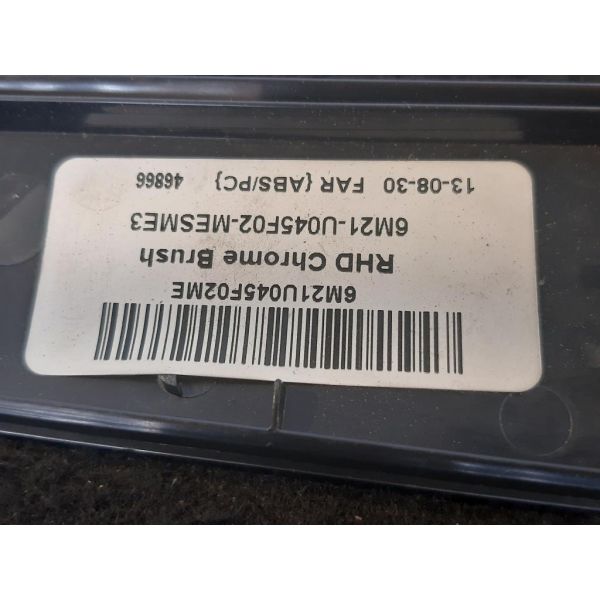 6M21U045F02ME
RHD Chrome Brush
6M21-U045F02-MESME3
13-08-30 FAR {ABS/PC} 46866